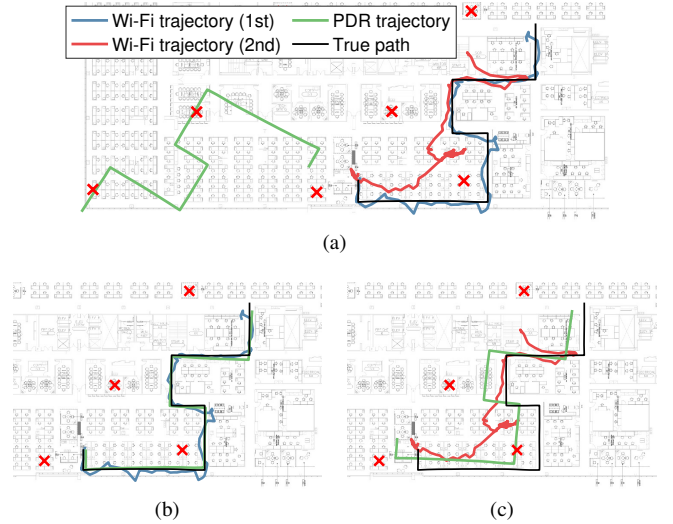 Wi-Fi trajectory (1st) PDR trajectory
Wi-Fi trajectory (2nd) True path
(a)
(b) (c)